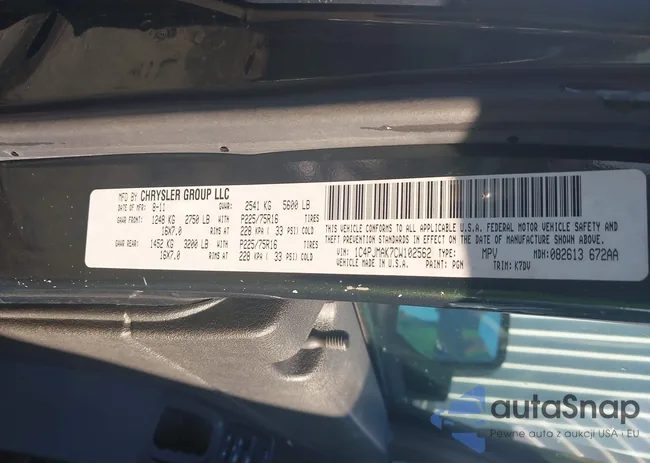 MFD BY CHRYSLER GROUP LLC
DATE OF MFR: 8-11 GVWR: 2541 KG 5600 LB
GAWR FRONT: 1248 KG 2750 LB P225/75R16 TIRES
16X7.0 RIMS AT 228 KPA ( 33 PSI) COLD
GAWR REAR: 1452 KG 3200 LB P225/75R16 TIRES
16X7.0 RIMS AT 228 KPA ( 33 PSI) COLD
THIS VEHICLE CONFORMS TO ALL APPLICABLE U.S.A. FEDERAL MOTOR VEHICLE SAFETY AND
THEFT PREVENTION STANDARDS IN EFFECT ON THE DATE OF MANUFACTURE SHOWN ABOVE.
VIN: 1C4PJMAK7CW102562 TYPE: MPV MDH: 082613 672AA
VEHICLE MADE IN U.S.A. PAINT: PGN TRIM: K7DV
autoSnap
Pewne auto z aukcji USA i EU